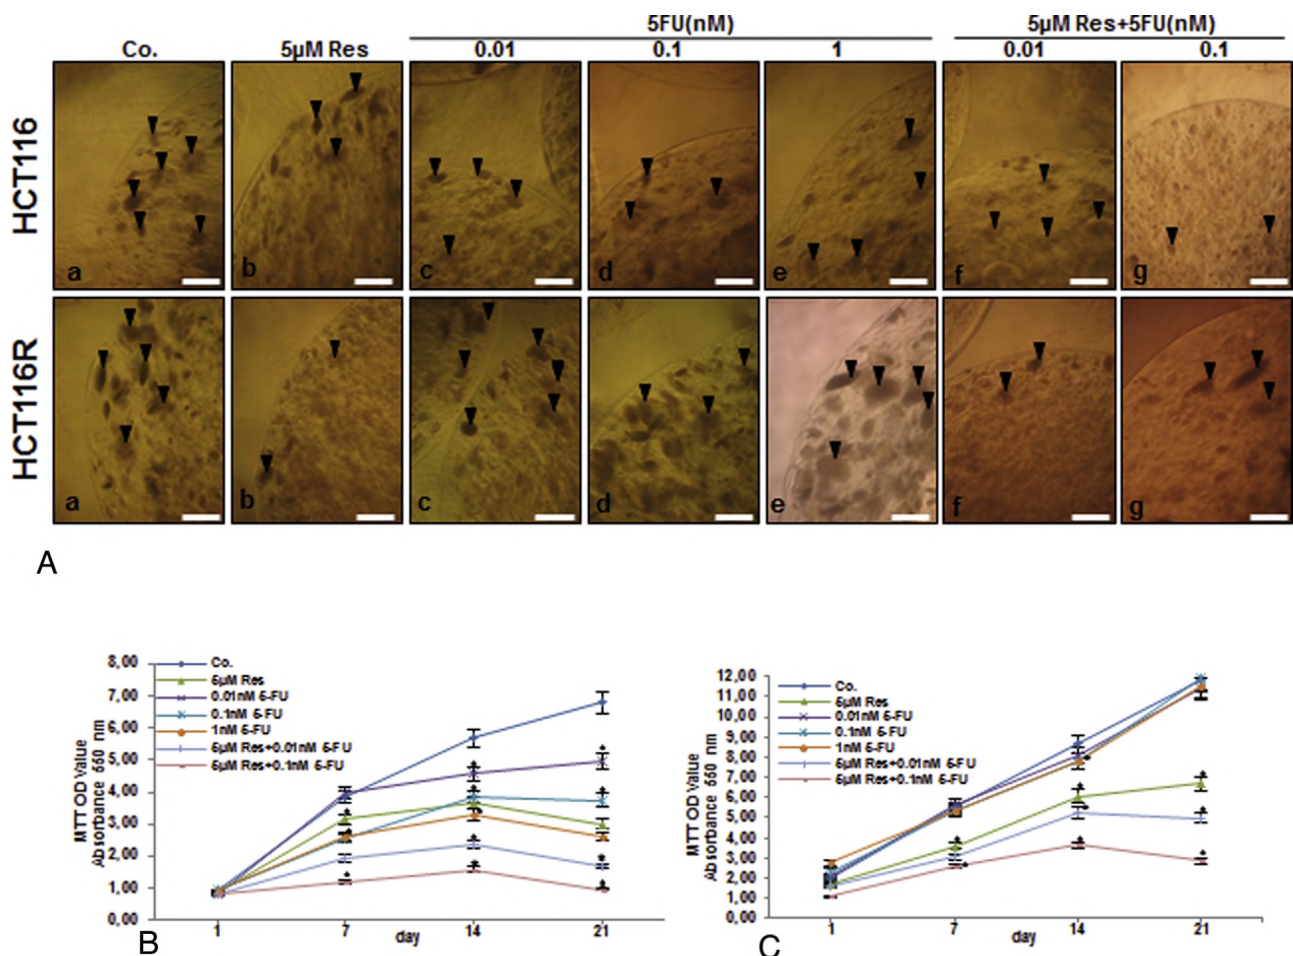 5FU(nM) 5µM Res+5FU(nM)
Co. 5µM Res 0.01 0.1 1 0.01 0.1
HCT116
a b c d e f g
HCT116R
a b c d e f g
A
8,00
7,00
6,00
5,00
4,00
3,00
2,00
1,00
0,00
MTT OD Value
Absorbance 550 nm
Co.
5µM Res
0.01nM 5-FU
0.1nM 5-FU
1nM 5-FU
5µM Res+0.01nM 5-FU
5µM Res+0.1nM 5-FU
1 7 14 21
day
B
12,00
11,00
10,00
9,00
8,00
7,00
6,00
5,00
4,00
3,00
2,00
1,00
0,00
MTT OD Value
Absorbance 550 nm
Co.
5µM Res
0.01nM 5-FU
0.1nM 5-FU
1nM 5-FU
5µM Res+0.01nM 5-FU
5µM Res+0.1nM 5-FU
1 7 14 21
day
C